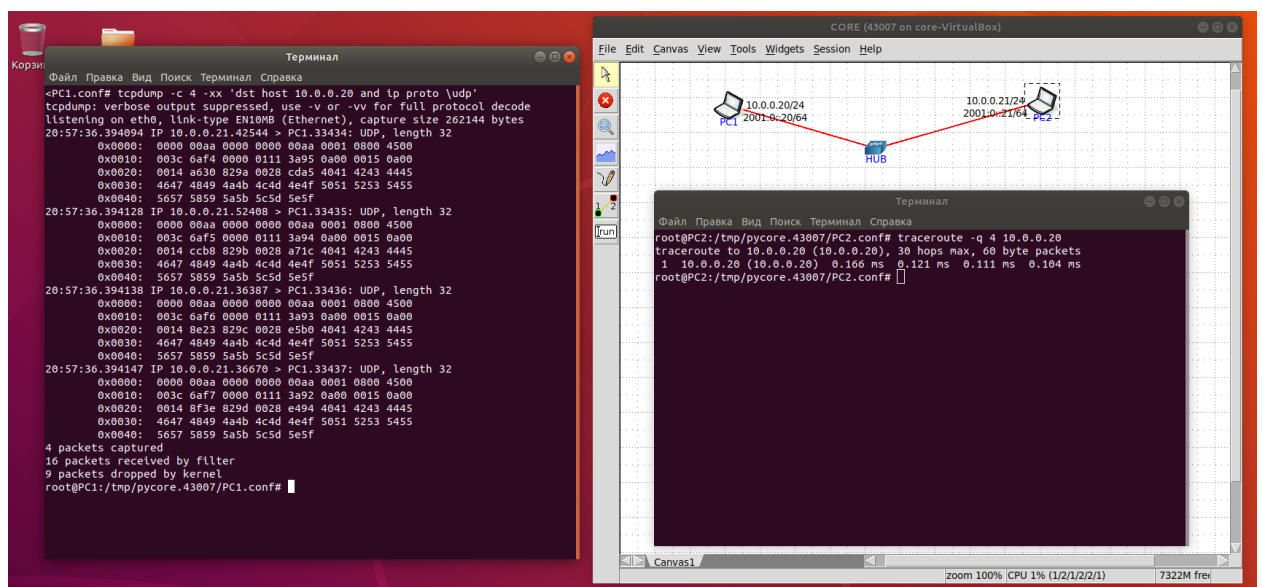 Корзи
Терминал
Файл Правка Вид Поиск Терминал Справка
<PC1.conf# tcpdump -c 4 -xx 'dst host 10.0.0.20 and ip proto \udp'
tcpdump: verbose output suppressed, use -v or -vv for full protocol decode
listening on eth0, link-type EN10MB (Ethernet), capture size 262144 bytes
20:57:36.394094 IP 10.0.0.21.42544 > PC1.33434: UDP, length 32
0x0000: 0000 00aa 0000 0000 00aa 0001 0800 4500
0x0010: 003c 6af4 0000 0111 3a95 0a00 0015 0a00
0x0020: 0014 a630 829a 0028 cda5 4041 4243 4445
0x0030: 4647 4849 4a4b 4c4d 4e4f 5051 5253 5455
0x0040: 5657 5859 5a5b 5c5d 5e5f
20:57:36.394128 IP 10.0.0.21.52408 > PC1.33435: UDP, length 32
0x0000: 0000 00aa 0000 0000 00aa 0001 0800 4500
0x0010: 003c 6af5 0000 0111 3a94 0a00 0015 0a00
0x0020: 0014 ccb8 829b 0028 a71c 4041 4243 4445
0x0030: 4647 4849 4a4b 4c4d 4e4f 5051 5253 5455
0x0040: 5657 5859 5a5b 5c5d 5e5f
20:57:36.394138 IP 10.0.0.21.36387 > PC1.33436: UDP, length 32
0x0000: 0000 00aa 0000 0000 00aa 0001 0800 4500
0x0010: 003c 6af6 0000 0111 3a93 0a00 0015 0a00
0x0020: 0014 8e23 829c 0028 e5b0 4041 4243 4445
0x0030: 4647 4849 4a4b 4c4d 4e4f 5051 5253 5455
0x0040: 5657 5859 5a5b 5c5d 5e5f
20:57:36.394147 IP 10.0.0.21.36670 > PC1.33437: UDP, length 32
0x0000: 0000 00aa 0000 0000 00aa 0001 0800 4500
0x0010: 003c 6af7 0000 0111 3a92 0a00 0015 0a00
0x0020: 0014 8f3e 829d 0028 e494 4041 4243 4445
0x0030: 4647 4849 4a4b 4c4d 4e4f 5051 5253 5455
0x0040: 5657 5859 5a5b 5c5d 5e5f
4 packets captured
16 packets received by filter
9 packets dropped by kernel
root@PC1:/tmp/pycore.43007/PC1.conf#
CORE (43007 on core-VirtualBox)
File Edit Canvas View Tools Widgets Session Help
1 2
run
10.0.0.20/24
2001:0::20/64
PC1
10.0.0.21/24
2001:0::21/64
PC2
HUB
Терминал
Файл Правка Вид Поиск Терминал Справка
root@PC2:/tmp/pycore.43007/PC2.conf# traceroute -q 4 10.0.0.20
traceroute to 10.0.0.20 (10.0.0.20), 30 hops max, 60 byte packets
1 10.0.0.20 (10.0.0.20) 0.166 ms 0.121 ms 0.111 ms 0.104 ms
root@PC2:/tmp/pycore.43007/PC2.conf#
Canvas1
zoom 100% CPU 1% (1/2/1/2/2/1) 7322M free